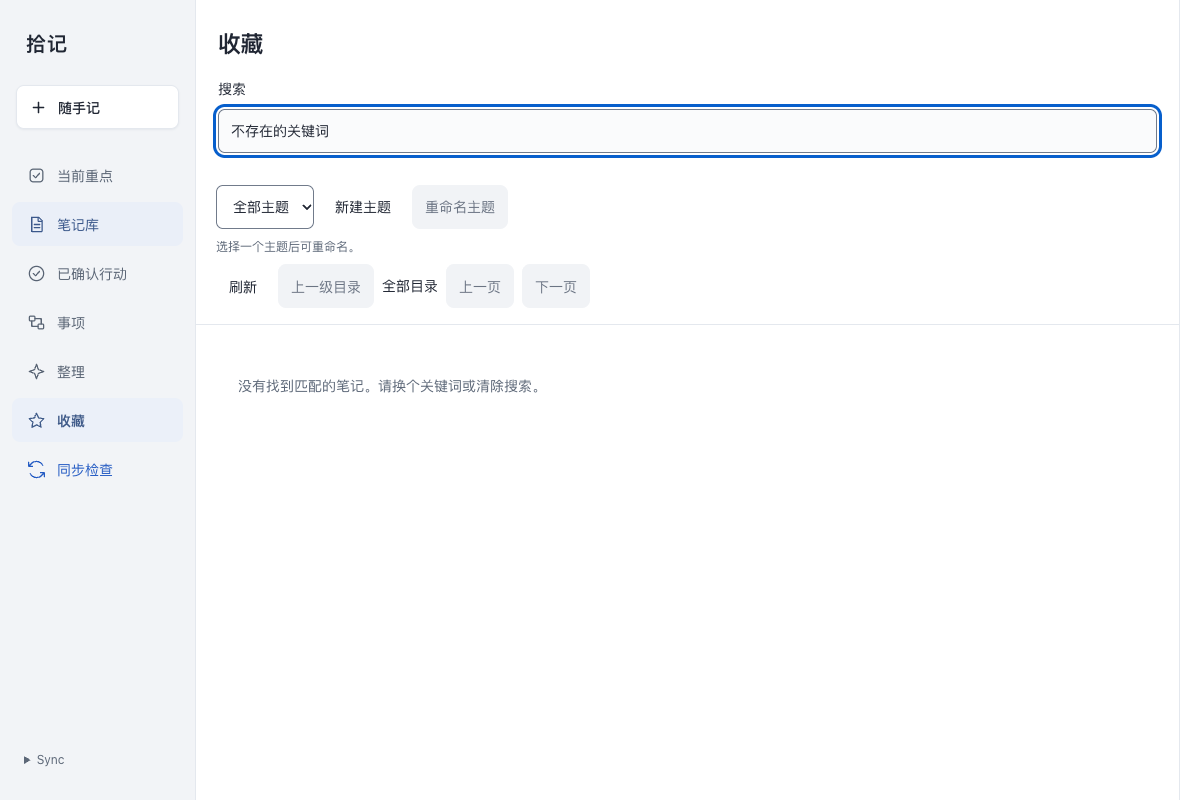 拾记
随手记
当前重点
笔记库
已确认行动
事项
整理
收藏
同步检查
Sync
收藏
搜索
不存在的关键词
全部主题 新建主题 重命名主题
选择一个主题后可重命名。
刷新 上一级目录 全部目录 上一页 下一页
没有找到匹配的笔记。请换个关键词或清除搜索。